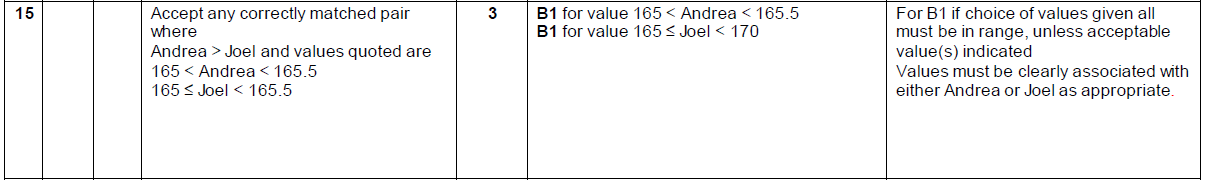 15
Accept any correctly matched pair
where
Andrea > Joel and values quoted are
165 < Andrea < 165.5
165 ≤ Joel < 165.5
3
B1 for value 165 < Andrea < 165.5
B1 for value 165 ≤ Joel < 170
For B1 if choice of values given all
must be in range, unless acceptable
value(s) indicated
Values must be clearly associated with
either Andrea or Joel as appropriate.